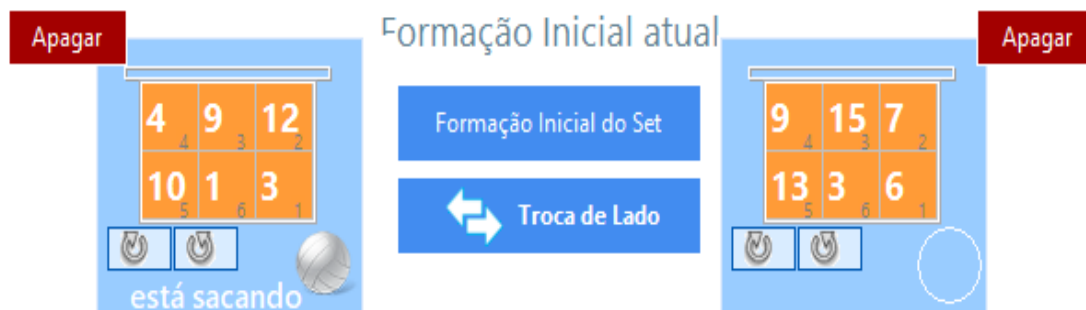 Apagar
Formação Inicial atual
Apagar
4 4 9 3 12 2
10 5 1 6 3 1
está sacando
Formação Inicial do Set
Troca de Lado
9 4 15 3 7 2
13 5 3 6 6 1